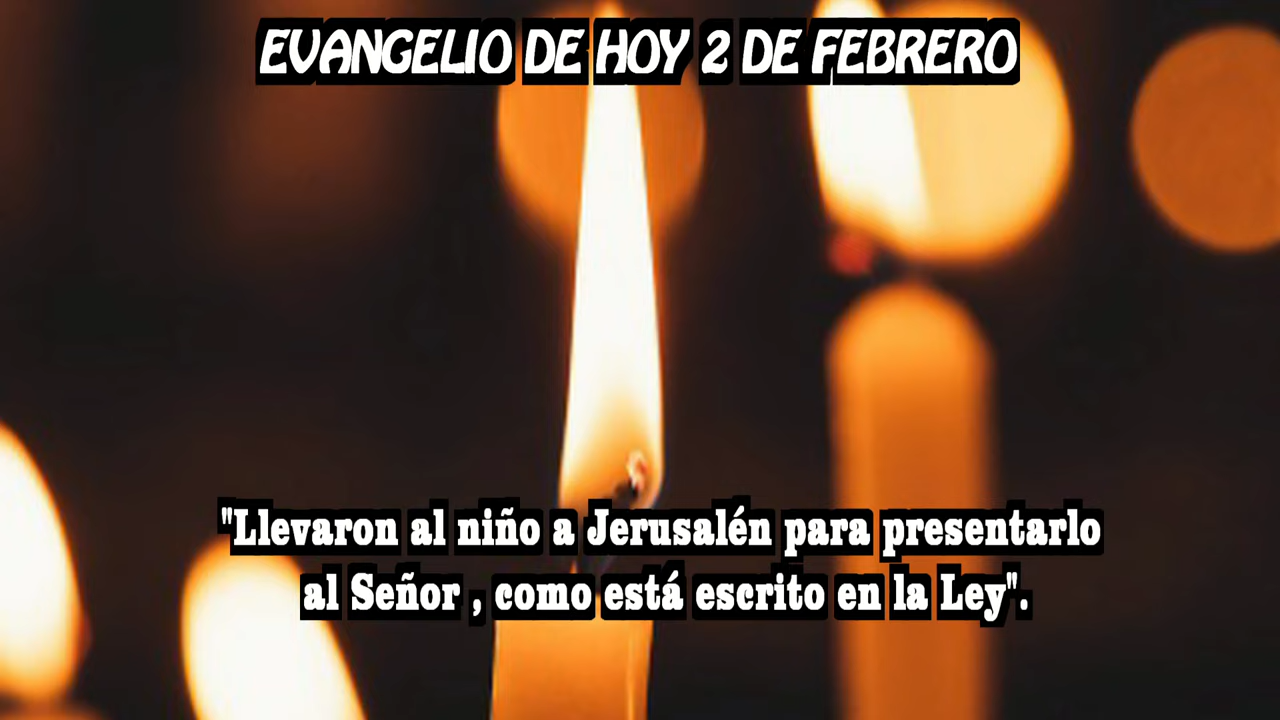 EVANGELIO DE HOY 2 DE FEBRERO
"Llevaron al niño a Jerusalén para presentarlo
al Señor , como está escrito en la Ley".